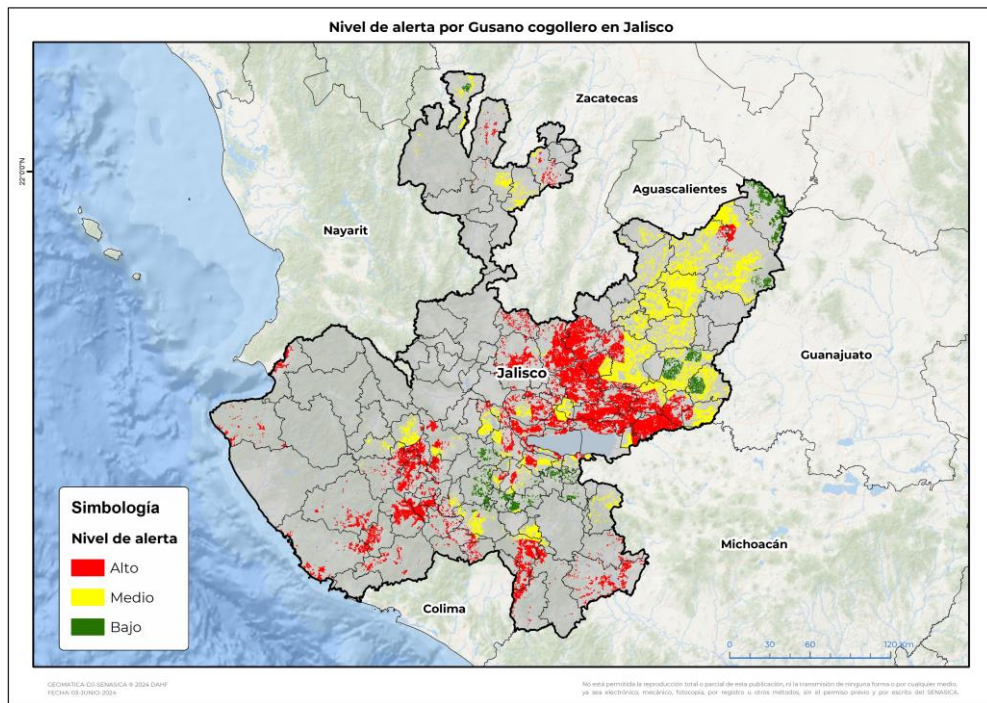 Nivel de alerta por Gusano cogollero en Jalisco
Zacatecas
22°0'0"N
Aguascalientes
Nayarit
Guanajuato
Jalisco
Simbología
Nivel de alerta
Alto
Medio
Bajo
Michoacán
Colima
0 30 60 120 Km
GEOMATICA-CD-SENASICA ® 2024 DAHF
FECHA 03-JUNIO-2024
No está permitida la reproducción total o parcial de esta publicación, ni la transmisión de ninguna forma o por cualquier medio,
ya sea electrónico, mecánico, fotocopia, por registro u otros métodos, sin el permiso previo y por escrito del SENASICA.